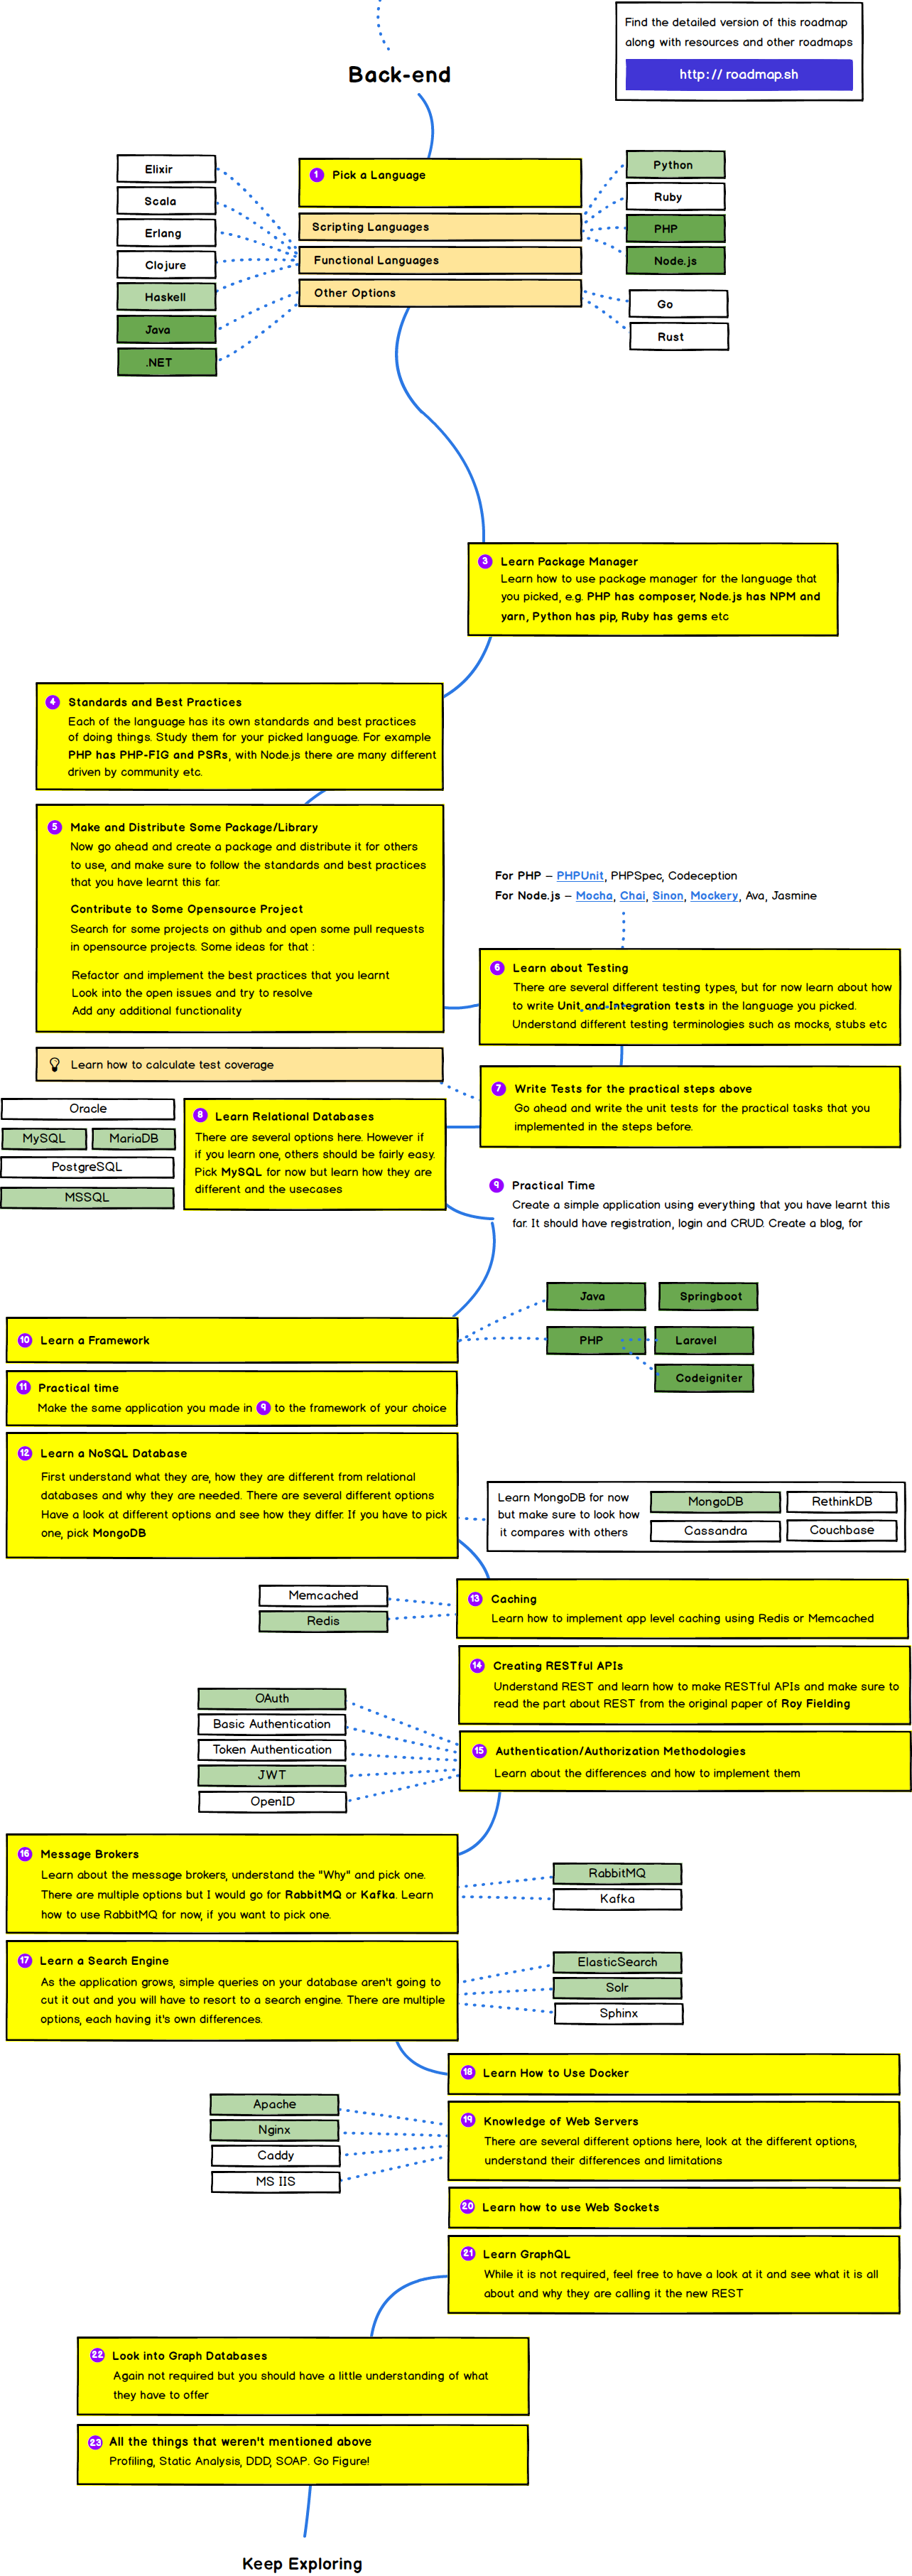 Find the detailed version of this roadmap
along with resources and other roadmaps
http://roadmap.sh
Back-end
1 Pick a Language
Scripting Languages
Functional Languages
Other Options
Elixir
Scala
Erlang
Clojure
Haskell
Java
.NET
Python
Ruby
PHP
Node.js
Go
Rust
3 Learn Package Manager
Learn how to use package manager for the language that
you picked, e.g. PHP has composer, Node.js has NPM and
yarn, Python has pip, Ruby has gems etc
4 Standards and Best Practices
Each of the language has its own standards and best practices
of doing things. Study them for your picked language. For example
PHP has PHP-FIG and PSRs, with Node.js there are many different
driven by community etc.
5 Make and Distribute Some Package/Library
Now go ahead and create a package and distribute it for others
to use, and make sure to follow the standards and best practices
that you have learnt this far.
Contribute to Some Opensource Project
Search for some projects on github and open some pull requests
in opensource projects. Some ideas for that :
Refactor and implement the best practices that you learnt
Look into the open issues and try to resolve
Add any additional functionality
For PHP – PHPUnit, PHPSpec, Codeception
For Node.js – Mocha, Chai, Sinon, Mockery, Ava, Jasmine
6 Learn about Testing
There are several different testing types, but for now learn about how
to write Unit and Integration tests in the language you picked.
Understand different testing terminologies such as mocks, stubs etc
Learn how to calculate test coverage
7 Write Tests for the practical steps above
Go ahead and write the unit tests for the practical tasks that you
implemented in the steps before.
Oracle
MySQL
MariaDB
PostgreSQL
MSSQL
8 Learn Relational Databases
There are several options here. However if
if you learn one, others should be fairly easy.
Pick MySQL for now but learn how they are
different and the usecases
9 Practical Time
Create a simple application using everything that you have learnt this
far. It should have registration, login and CRUD. Create a blog, for
10 Learn a Framework
Java
Springboot
PHP
Laravel
Codeigniter
11 Practical time
Make the same application you made in 9 to the framework of your choice
12 Learn a NoSQL Database
First understand what they are, how they are different from relational
databases and why they are needed. There are several different options
Have a look at different options and see how they differ. If you have to pick
one, pick MongoDB
Learn MongoDB for now
but make sure to look how
it compares with others
MongoDB
RethinkDB
Cassandra
Couchbase
Memcached
Redis
13 Caching
Learn how to implement app level caching using Redis or Memcached
14 Creating RESTful APIs
Understand REST and learn how to make RESTful APIs and make sure to
read the part about REST from the original paper of Roy Fielding
OAuth
Basic Authentication
Token Authentication
JWT
OpenID
15 Authentication/Authorization Methodologies
Learn about the differences and how to implement them
16 Message Brokers
Learn about the message brokers, understand the "Why" and pick one.
There are multiple options but I would go for RabbitMQ or Kafka. Learn
how to use RabbitMQ for now, if you want to pick one.
RabbitMQ
Kafka
17 Learn a Search Engine
As the application grows, simple queries on your database aren't going to
cut it out and you will have to resort to a search engine. There are multiple
options, each having it's own differences.
ElasticSearch
Solr
Sphinx
18 Learn How to Use Docker
Apache
Nginx
Caddy
MS IIS
19 Knowledge of Web Servers
There are several different options here, look at the different options,
understand their differences and limitations
20 Learn how to use Web Sockets
21 Learn GraphQL
While it is not required, feel free to have a look at it and see what it is all
about and why they are calling it the new REST
22 Look into Graph Databases
Again not required but you should have a little understanding of what
they have to offer
23 All the things that weren't mentioned above
Profiling, Static Analysis, DDD, SOAP. Go Figure!
Keep Exploring